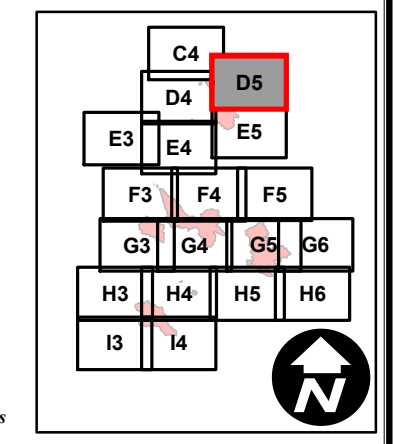 C4
D4 D5
E3 E4 E5
F3 F4 F5
G3 G4 G5 G6
H3 H4 H5 H6
I3 I4
N
s